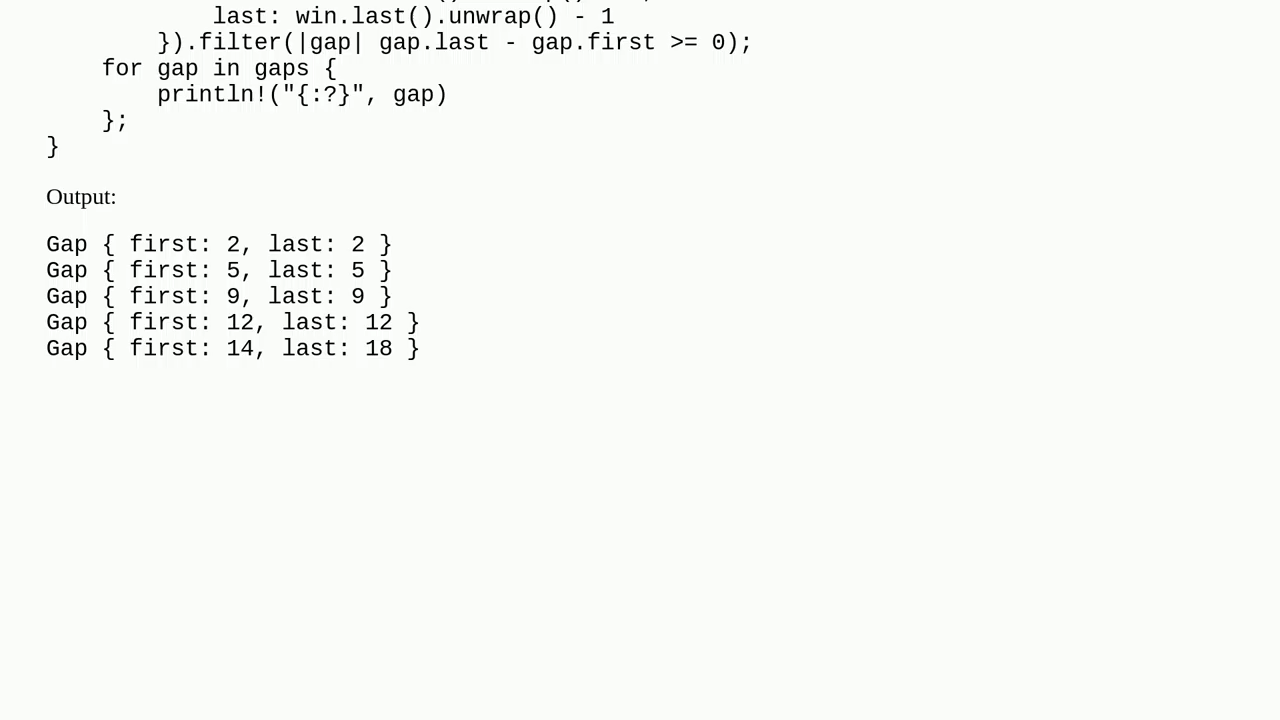 last: win.last().unwrap() - 1
}).filter(|gap| gap.last - gap.first >= 0);
for gap in gaps {
println!("{:?}", gap)
};
}
Output:
Gap { first: 2, last: 2 }
Gap { first: 5, last: 5 }
Gap { first: 9, last: 9 }
Gap { first: 12, last: 12 }
Gap { first: 14, last: 18 }